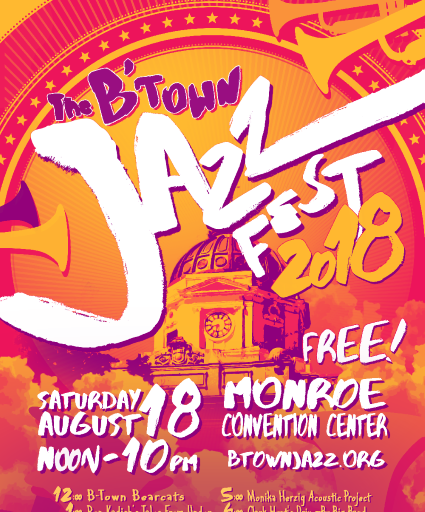 The B'Town
JAZZ
FEST
2018
FREE!
SATURDAY
AUGUST 18
NOON-10PM
MONROE
CONVENTION CENTER
BTOWNJAZZ.ORG
12:00 B-Town Bearcats
5:00 Monika Herzig Acoustic Project